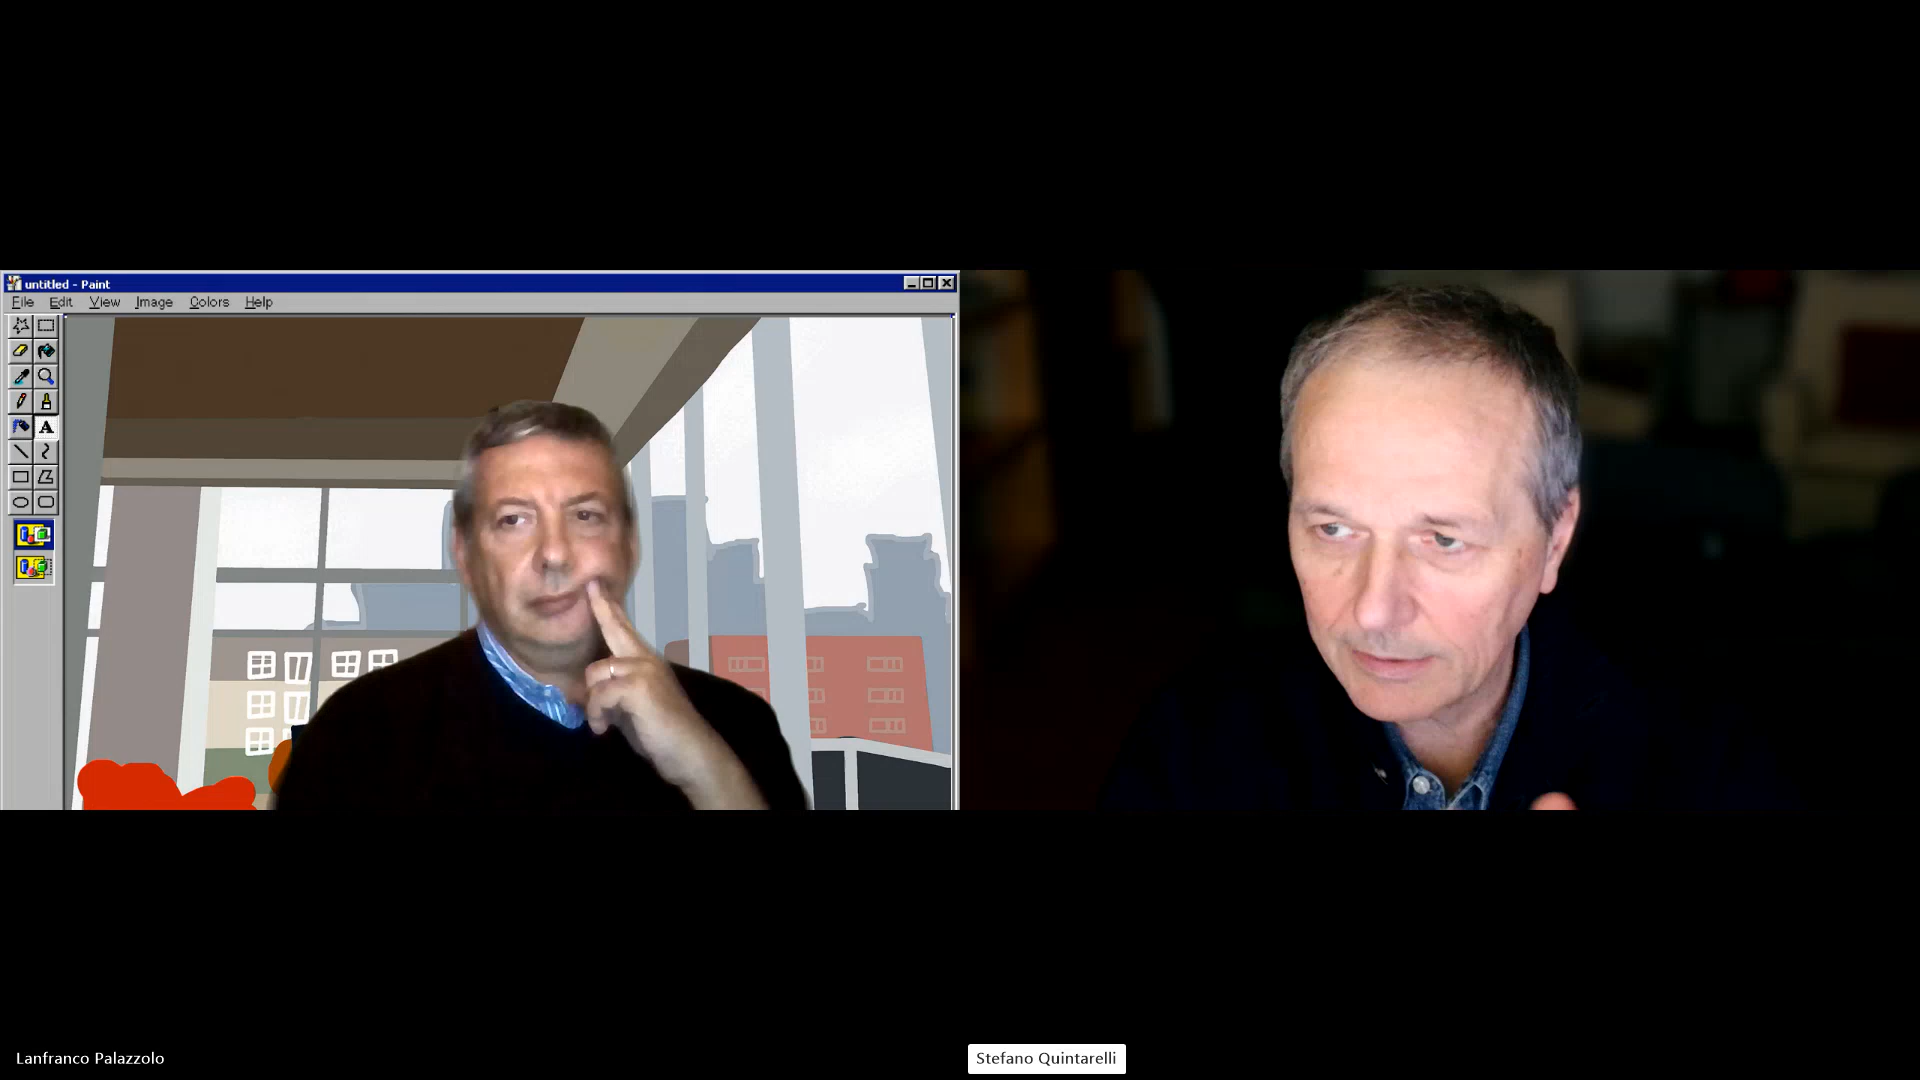 untitled - Paint
File Edit View Image Colors Help
A
Lanfranco Palazzolo
Stefano Quintarelli